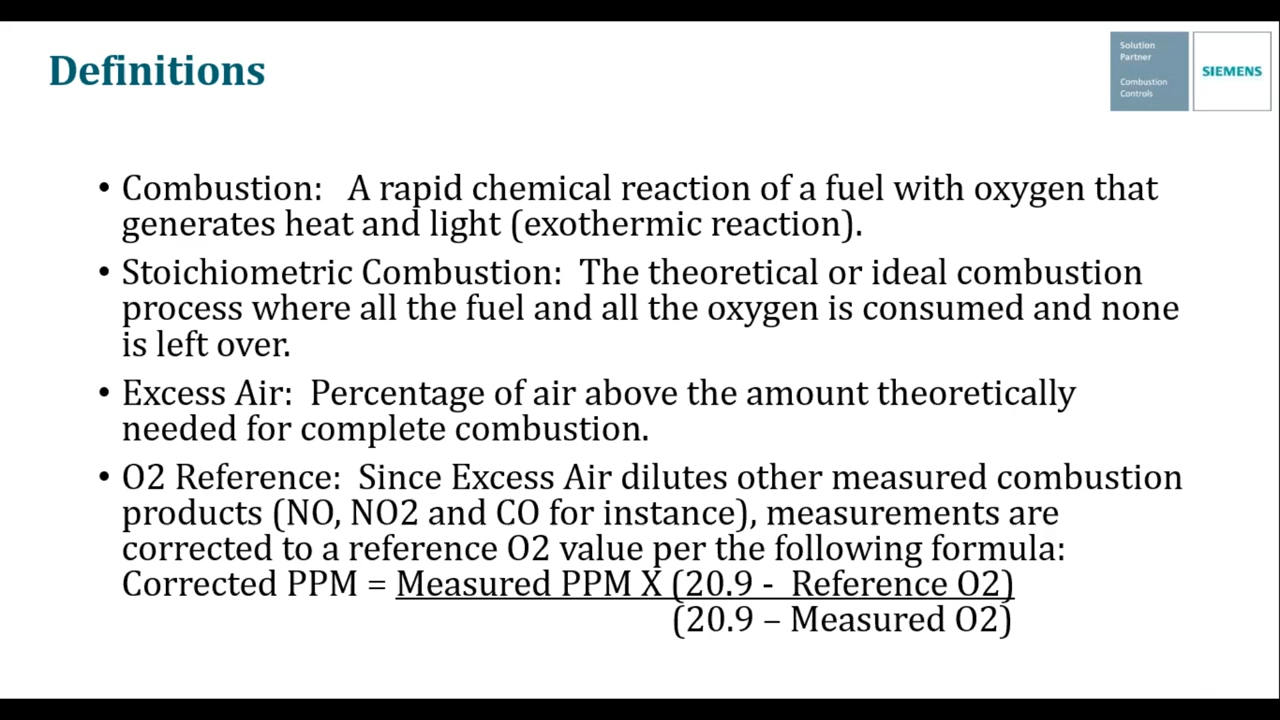 Definitions
Solution
Partner
Combustion
Controls
SIEMENS
• Combustion: A rapid chemical reaction of a fuel with oxygen that
generates heat and light (exothermic reaction).
• Stoichiometric Combustion: The theoretical or ideal combustion
process where all the fuel and all the oxygen is consumed and none
is left over.
• Excess Air: Percentage of air above the amount theoretically
needed for complete combustion.
• O2 Reference: Since Excess Air dilutes other measured combustion
products (NO, NO2 and CO for instance), measurements are
corrected to a reference O2 value per the following formula:
Corrected PPM = Measured PPM X (20.9 - Reference O2)
(20.9 – Measured O2)